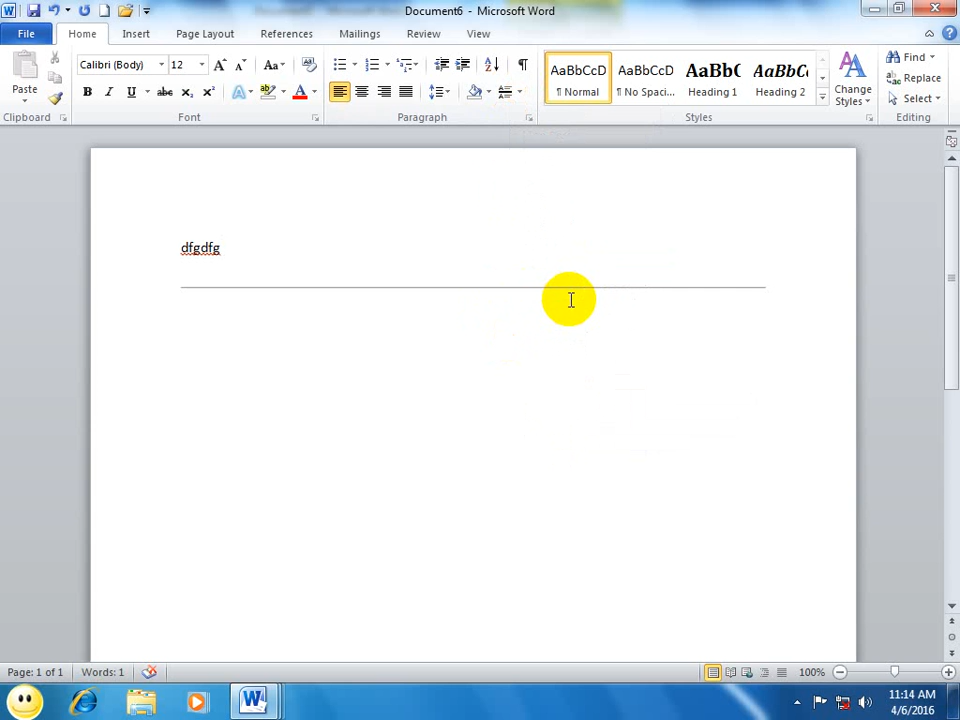 Document6 - Microsoft Word
File Home Insert Page Layout References Mailings Review View
Paste
Clipboard
Calibri (Body) 12
Font
Paragraph
AaBbCcD AaBbCcD AaBbC AaBbCc
¶ Normal ¶ No Spaci... Heading 1 Heading 2
Styles
Change Styles
Find
Replace
Select
Editing
dfgdfg
Page: 1 of 1 Words: 1 100%
11:14 AM
4/6/2016